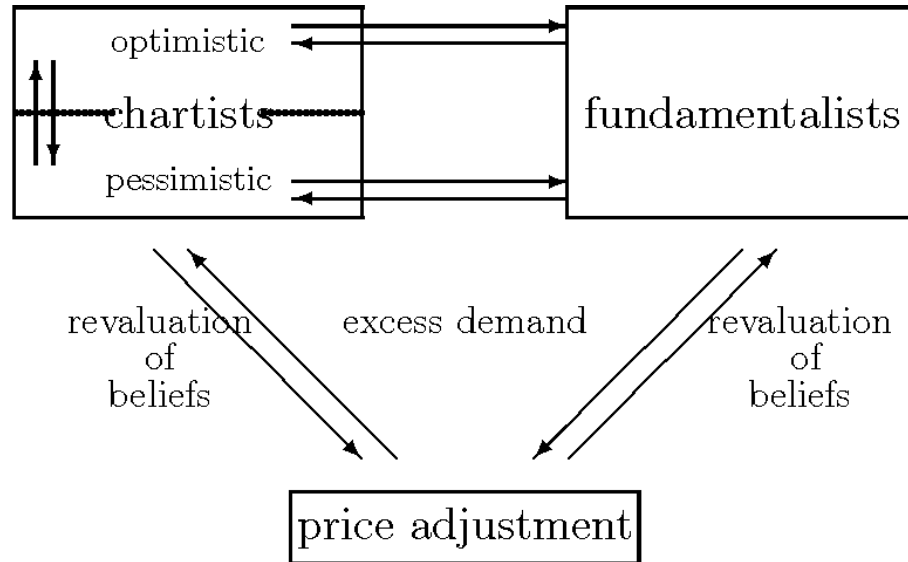 optimistic
chartists
fundamentalists
pessimistic
revaluation
of
beliefs
excess demand
revaluation
of
beliefs
price adjustment